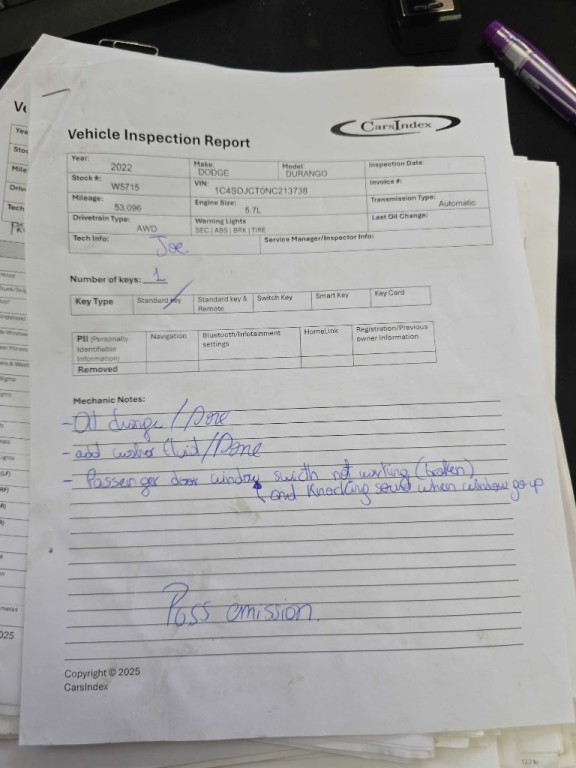 CarsIndex
Vehicle Inspection Report
Year: 2022 Make: DODGE Model: DURANGO Inspection Date:
Stock #: W5715 VIN: 1C4SDJCT0NC213738 Invoice #:
Mileage: 53,096 Engine Size: 5.7L Transmission Type: Automatic
Drivetrain Type: AWD Warning Lights SEC | ABS | BRK | TIRE Last Oil Change:
Tech Info: Joe Service Manager/Inspector Info:
Number of keys: 1
Key Type Standard Key Standard key & Remote Switch Key Smart Key Key Card
PII (Personally Identifiable Information) Navigation Bluetooth/Infotainment settings HomeLink Registration/Previous owner information
Removed
Mechanic Notes:
- Oil change / Done
- add washer fluid / Done
- Passenger door window swicth not working (broken)
and Knocking sound when window go up
Pass emission.
Copyright © 2025
CarsIndex